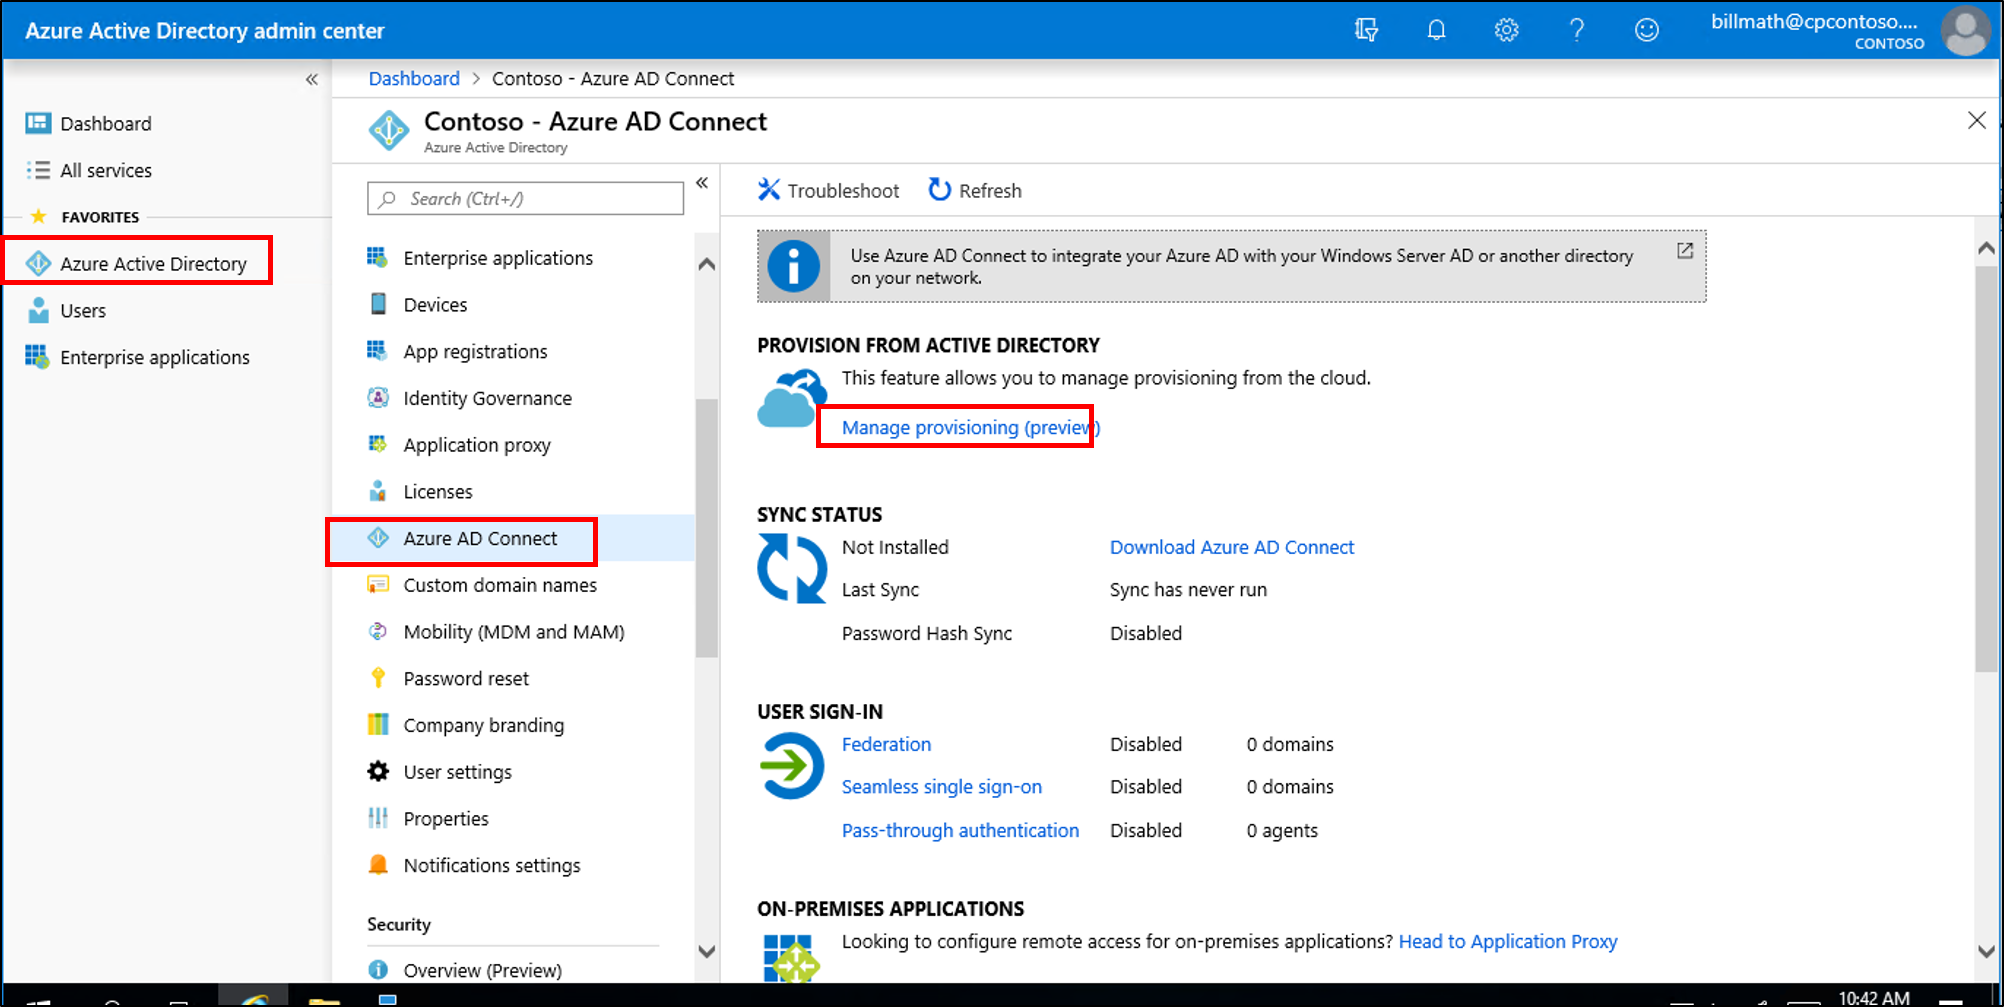 Azure Active Directory admin center
billmath@cpcontoso....
CONTOSO
Dashboard
All services
FAVORITES
Azure Active Directory
Users
Enterprise applications
Dashboard > Contoso - Azure AD Connect
Contoso - Azure AD Connect
Azure Active Directory
Search (Ctrl+/)
Enterprise applications
Devices
App registrations
Identity Governance
Application proxy
Licenses
Azure AD Connect
Custom domain names
Mobility (MDM and MAM)
Password reset
Company branding
User settings
Properties
Notifications settings
Security
Overview (Preview)
Troubleshoot Refresh
Use Azure AD Connect to integrate your Azure AD with your Windows Server AD or another directory
on your network.
PROVISION FROM ACTIVE DIRECTORY
This feature allows you to manage provisioning from the cloud.
Manage provisioning (preview)
SYNC STATUS
Not Installed Download Azure AD Connect
Last Sync Sync has never run
Password Hash Sync Disabled
USER SIGN-IN
Federation Disabled 0 domains
Seamless single sign-on Disabled 0 domains
Pass-through authentication Disabled 0 agents
ON-PREMISES APPLICATIONS
Looking to configure remote access for on-premises applications? Head to Application Proxy
10:42 AM